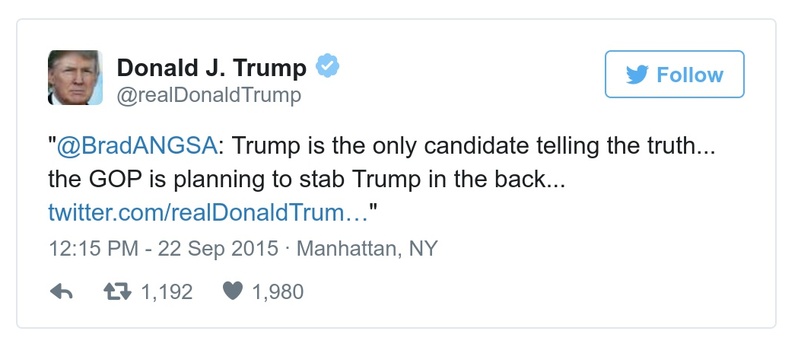 Donald J. Trump
@realDonaldTrump
Follow
"@BradANGSA: Trump is the only candidate telling the truth...
the GOP is planning to stab Trump in the back...
twitter.com/realDonaldTrum…"
12:15 PM - 22 Sep 2015 · Manhattan, NY
1,192 1,980